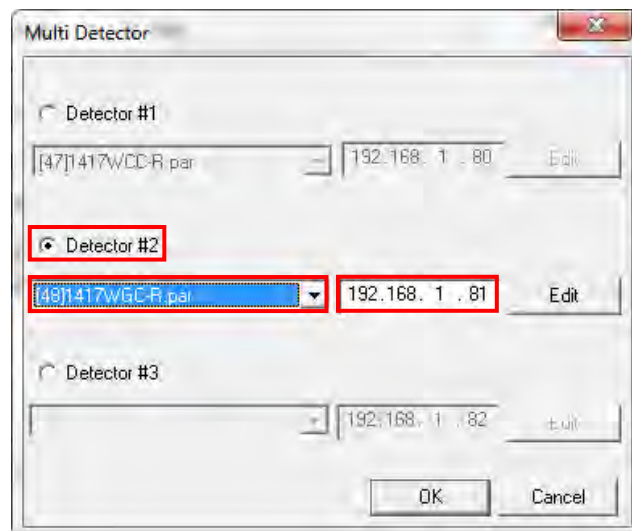 Multi Detector
Detector #1
[47]1417WCC-R.par
192.168. 1 . 80
Edit
Detector #2
[48]1417WGC-R.par
192.168. 1 . 81
Edit
Detector #3
192.168. 1 . 82
Edit
OK
Cancel